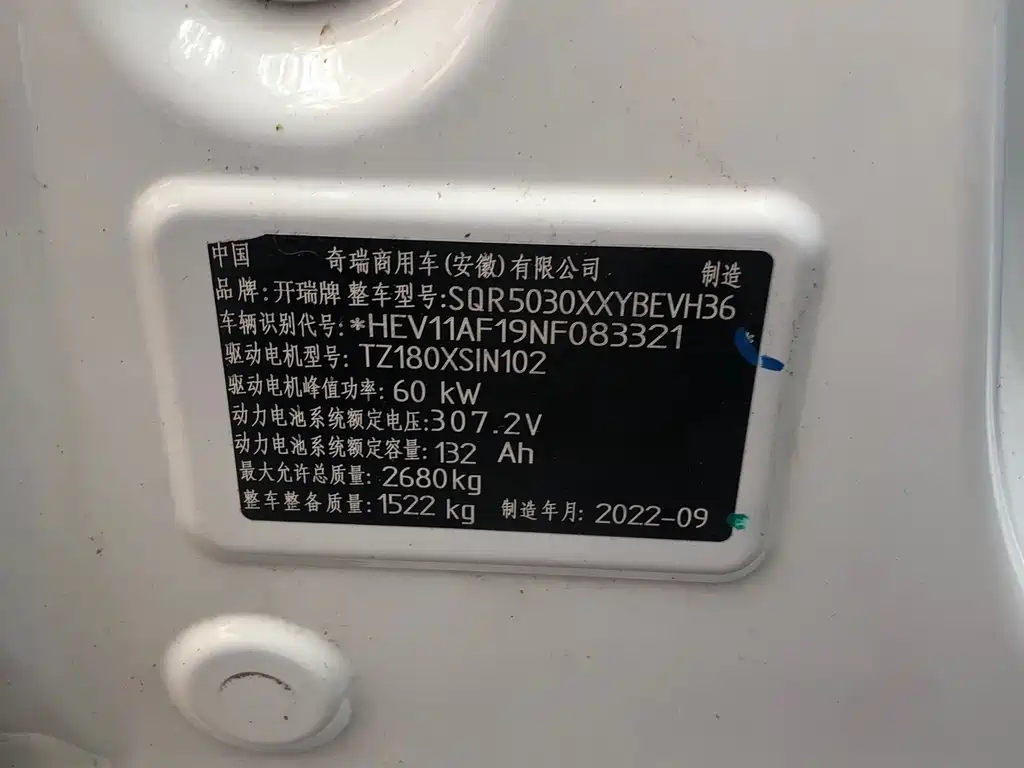 中国 奇瑞商用车(安徽)有限公司 制造
品牌:开瑞牌 整车型号:SQR5030XXYBEVH36
车辆识别代号:*HEV11AF19NF083321
驱动电机型号: TZ180XSIN102
驱动电机峰值功率: 60 kW
动力电池系统额定电压:307.2V
动力电池系统额定容量: 132 Ah
最大允许总质量: 2680kg
整车整备质量:1522 kg 制造年月: 2022-09